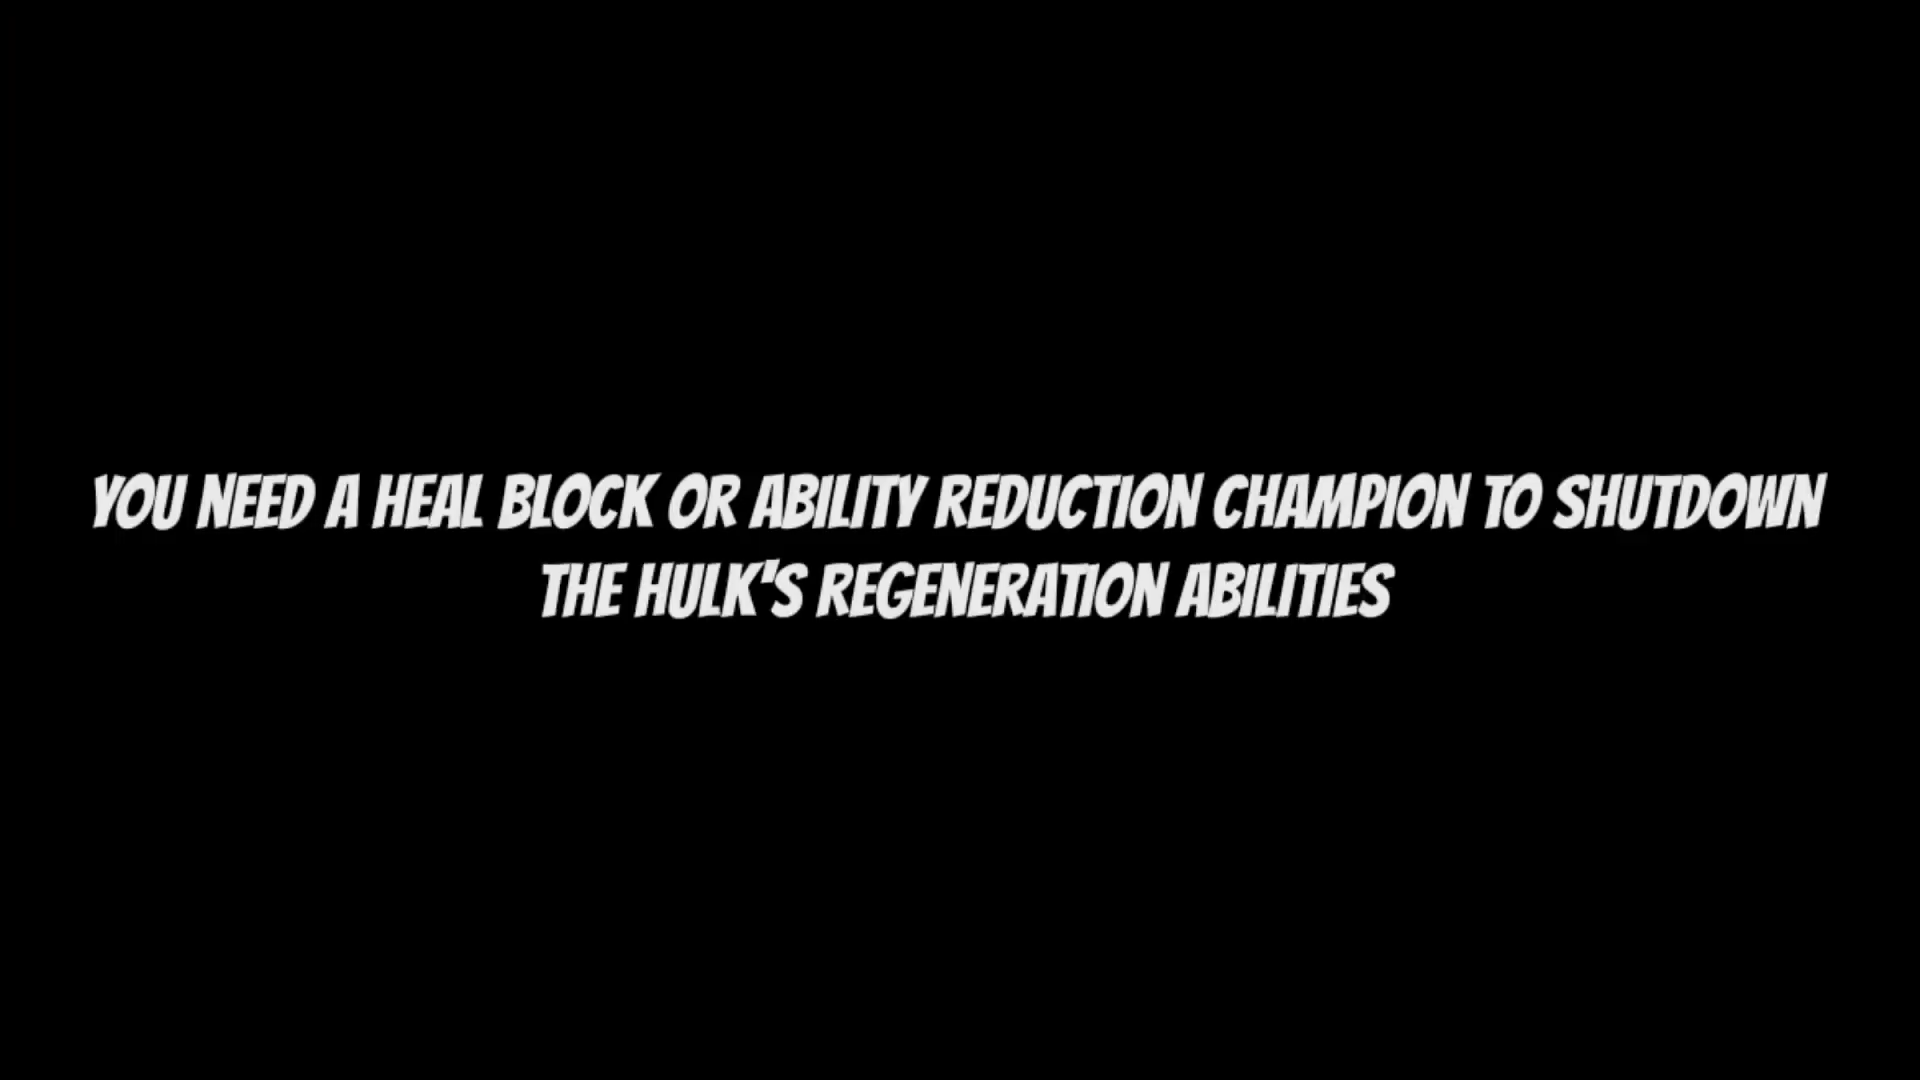 YOU NEED A HEAL BLOCK OR ABILITY REDUCTION CHAMPION TO SHUTDOWN
THE HULK'S REGENERATION ABILITIES